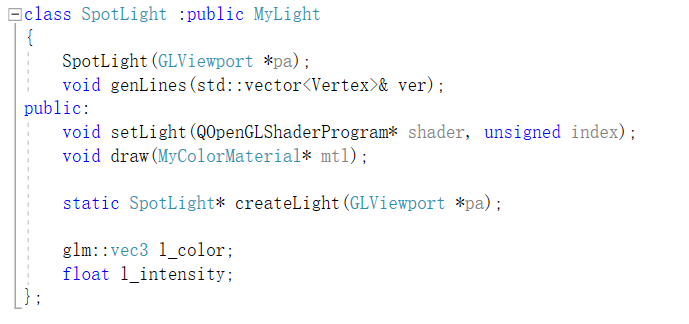 class SpotLight :public MyLight
{
SpotLight(GLViewport *pa);
void genLines(std::vector<Vertex>& ver);
public:
void setLight(QOpenGLShaderProgram* shader, unsigned index);
void draw(MyColorMaterial* mtl);
static SpotLight* createLight(GLViewport *pa);
glm::vec3 l_color;
float l_intensity;
};